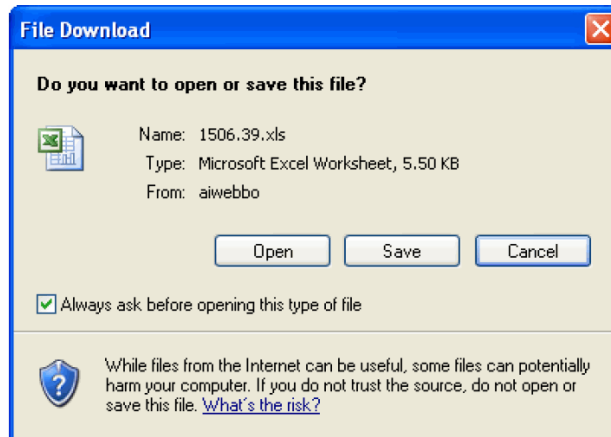 File Download
Do you want to open or save this file?
Name: 1506.39.xls
Type: Microsoft Excel Worksheet, 5.50 KB
From: aiwebbo
Open Save Cancel
Always ask before opening this type of file
While files from the Internet can be useful, some files can potentially
harm your computer. If you do not trust the source, do not open or
save this file. What's the risk?